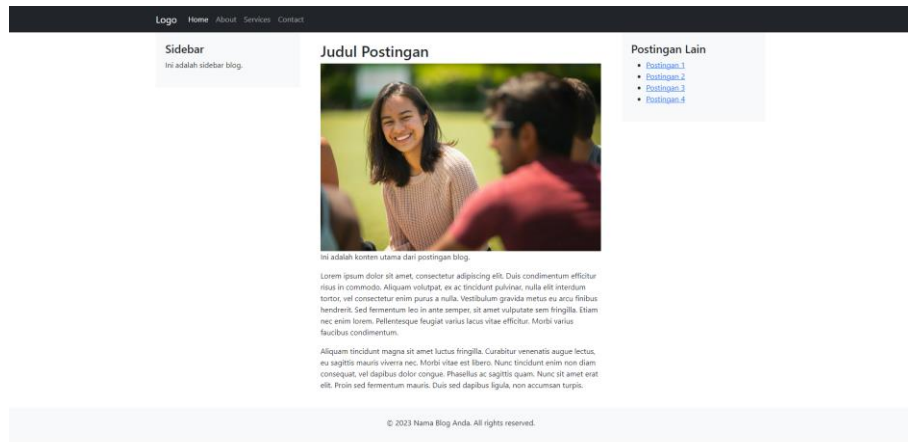 Logo Home About Services Contact
Sidebar
Ini adalah sidebar blog.
Judul Postingan
Ini adalah konten utama dari postingan blog.
Lorem ipsum dolor sit amet, consectetur adipiscing elit. Duis condimentum efficitur
risus in commodo. Aliquam volutpat, ex ac tincidunt pulvinar, nulla elit interdum
tortor, vel consectetur enim purus a nulla. Vestibulum gravida metus eu arcu finibus
hendrerit. Sed fermentum leo in ante semper, sit amet vulputate sem fringilla. Etiam
nec enim lorem. Pellentesque feugiat varius lacus vitae efficitur. Morbi varius
faucibus condimentum.
Aliquam tincidunt magna sit amet luctus fringilla. Curabitur venenatis augue lectus,
eu sagittis mauris viverra nec. Morbi vitae est libero. Nunc tincidunt enim non diam
consequat, vel dapibus dolor congue. Phasellus ac sagittis quam. Nunc sit amet erat
elit. Proin sed fermentum mauris. Duis sed dapibus ligula, non accumsan turpis.
Postingan Lain
Postingan 1
Postingan 2
Postingan 3
Postingan 4
© 2023 Nama Blog Anda. All rights reserved.